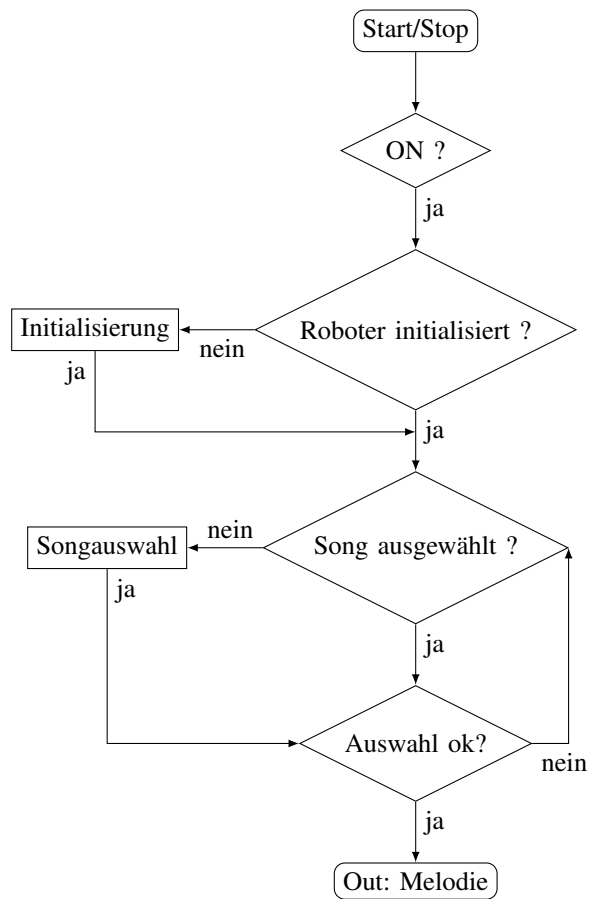 Start/Stop
ON ?
ja
Roboter initialisiert ?
nein
Initialisierung
ja
ja
Song ausgewählt ?
nein
Songauswahl
ja
ja
Auswahl ok?
nein
ja
Out: Melodie